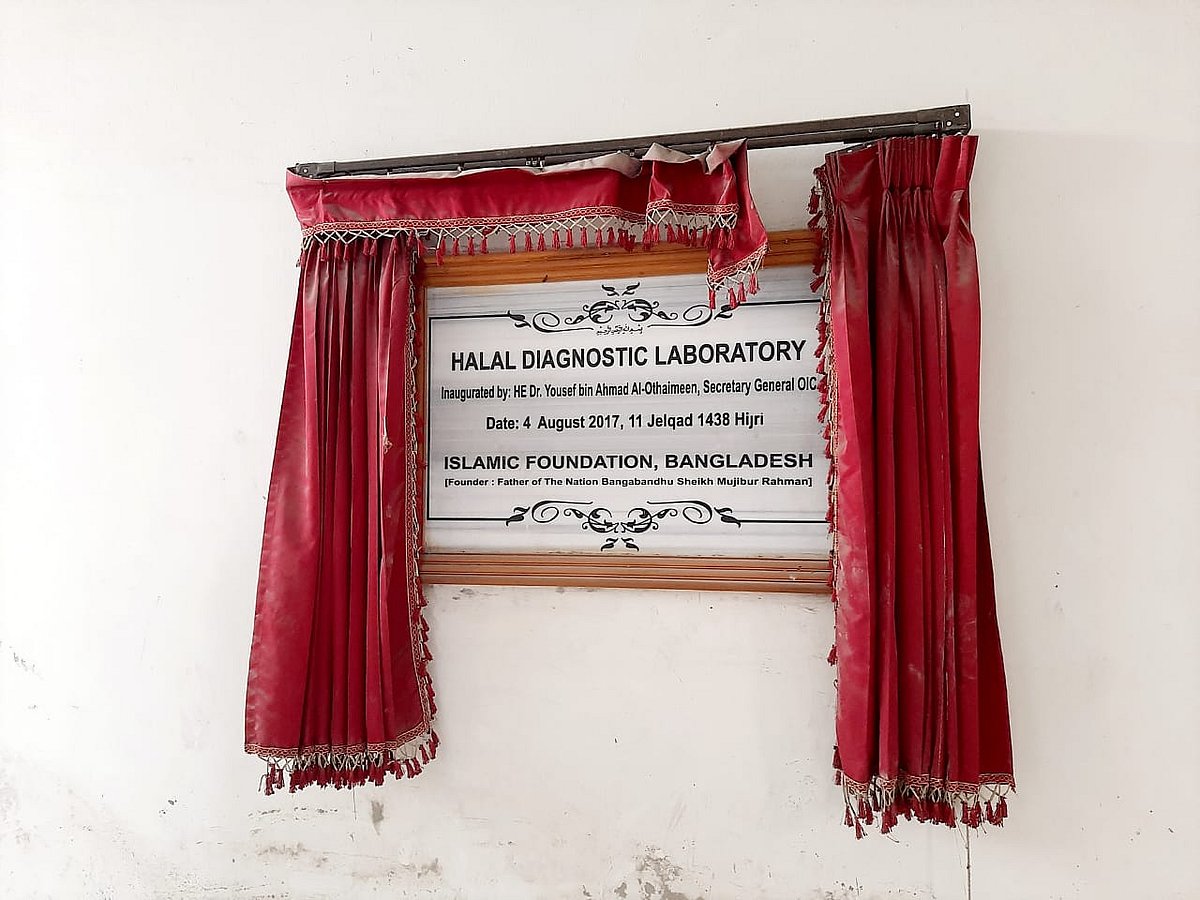 HALAL DIAGNOSTIC LABORATORY
Inaugurated by: HE Dr. Yousef bin Ahmad Al-Othaimeen, Secretary General OIC
Date: 4 August 2017, 11 Jelqad 1438 Hijri
ISLAMIC FOUNDATION, BANGLADESH
[Founder : Father of The Nation Bangabandhu Sheikh Mujibur Rahman]